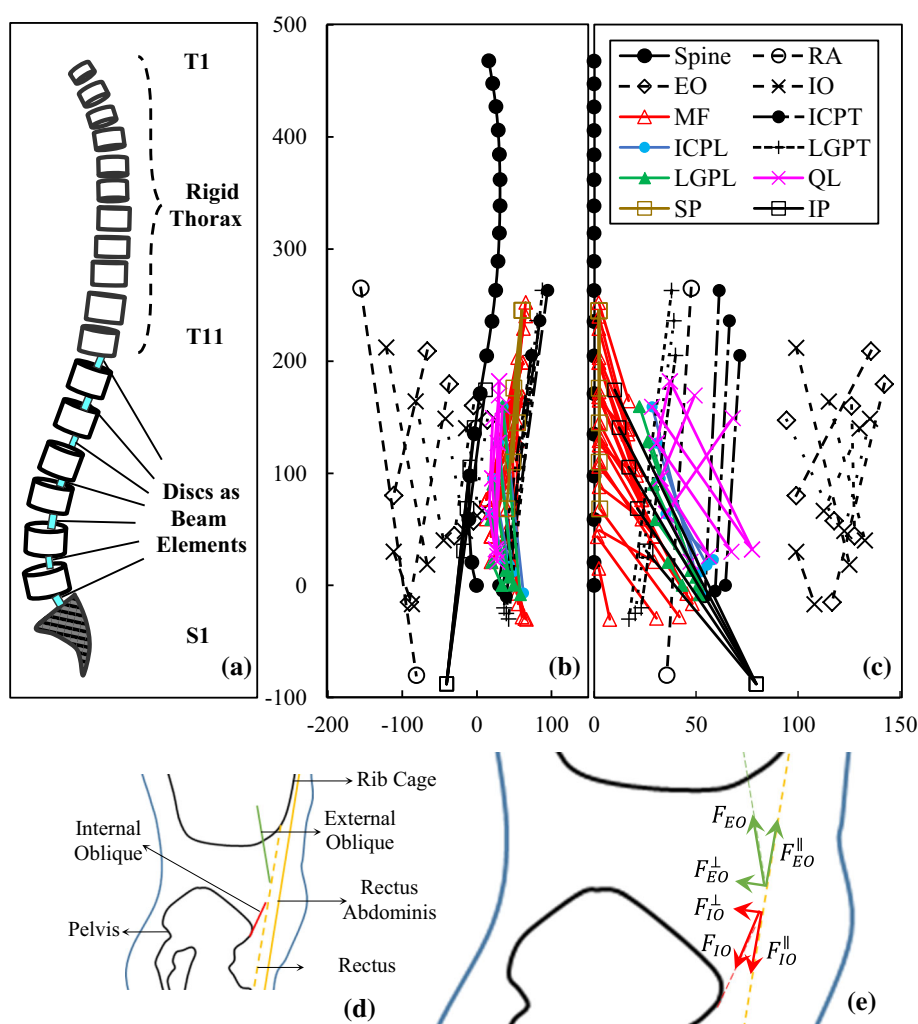 T1
Rigid
Thorax
T11
Discs as
Beam
Elements
S1
(a)
500
400
300
200
100
0
-100
-200 -100 0 100
(b)
Spine RA
EO IO
MF ICPT
ICPL LGPT
LGPL QL
SP IP
0 50 100 150
(c)
Rib Cage
Internal
Oblique
External
Oblique
Rectus
Abdominis
Pelvis
Rectus
(d)
F_EO
F_EO^∥
F_EO^⊥
F_IO^⊥
F_IO
F_IO^∥
(e)